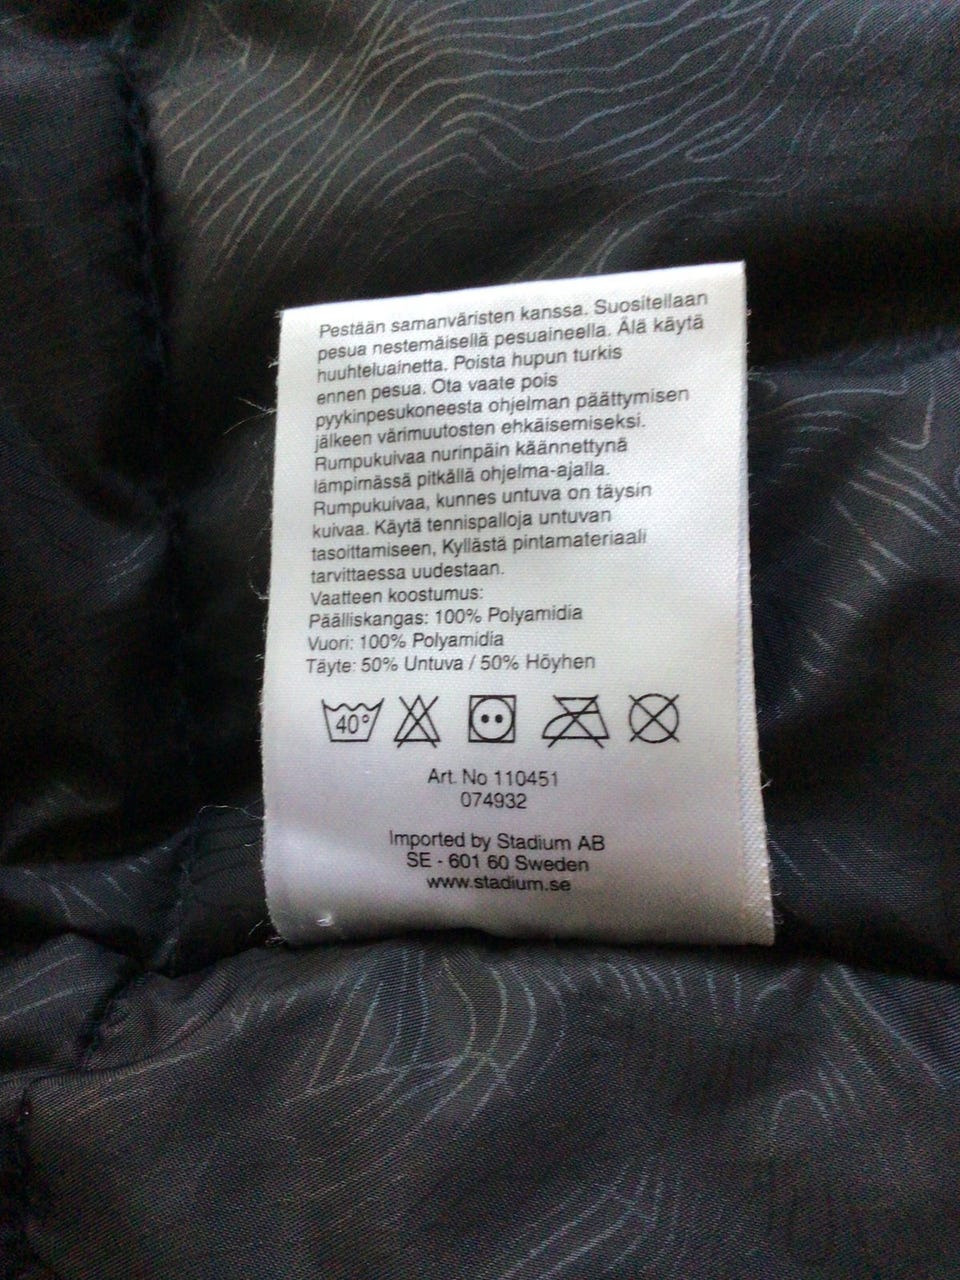 Pestään samanväristen kanssa. Suositellaan
pesua nestemäisellä pesuaineella. Älä käytä
huuhteluainetta. Poista hupun turkis
ennen pesua. Ota vaate pois
pyykinpesukoneesta ohjelman päättymisen
jälkeen värimuutosten ehkäisemiseksi.
Rumpukuivaa nurinpäin käännettynä
lämpimässä pitkällä ohjelma-ajalla.
Rumpukuivaa, kunnes untuva on täysin
kuivaa. Käytä tennispalloja untuvan
tasoittamiseen, Kyllästä pintamateriaali
tarvittaessa uudestaan.
Vaatteen koostumus:
Päälliskangas: 100% Polyamidia
Vuori: 100% Polyamidia
Täyte: 50% Untuva / 50% Höyhen
40°
Art. No 110451
074932
Imported by Stadium AB
SE - 601 60 Sweden
www.stadium.se